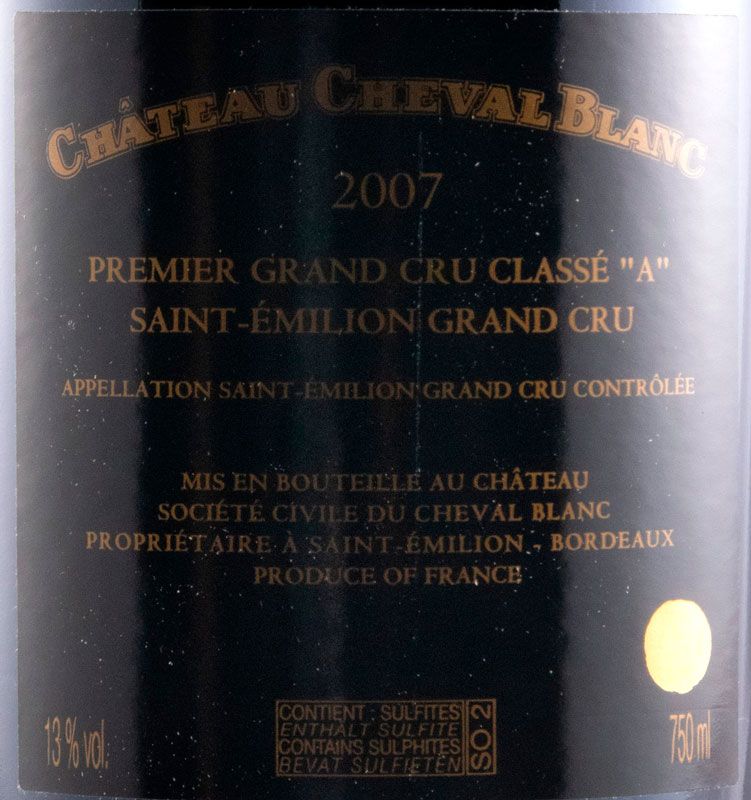 CHÂTEAU CHEVAL BLANC
2007
PREMIER GRAND CRU CLASSÉ "A"
SAINT-ÉMILION GRAND CRU
APPELLATION SAINT-ÉMILION GRAND CRU CONTRÔLÉE
MIS EN BOUTEILLE AU CHÂTEAU
SOCIÉTÉ CIVILE DU CHEVAL BLANC
PROPRIÉTAIRE À SAINT-ÉMILION - BORDEAUX
PRODUCE OF FRANCE
13 % vol.
CONTIENT : SULFITES
ENTHÄLT SULFITE
CONTAINS SULPHITES
BEVAT SULFIETEN
SO2
750 ml